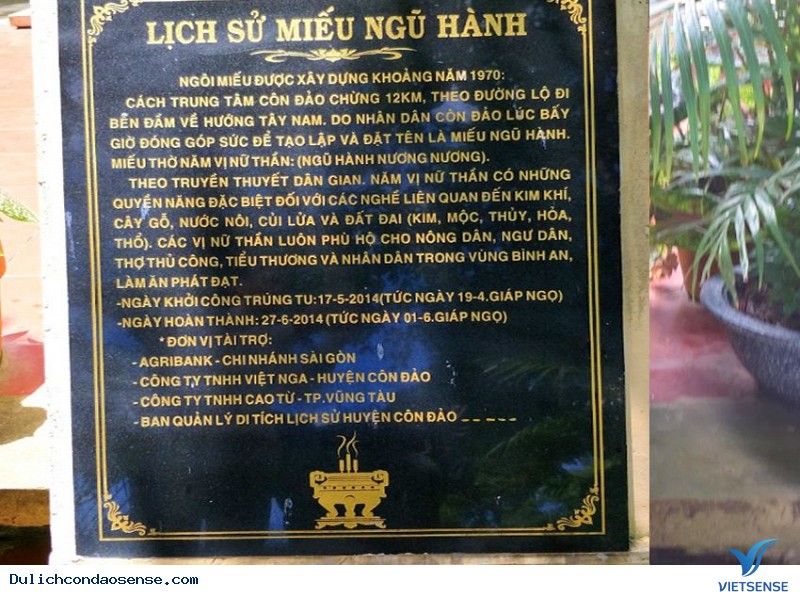 LỊCH SỬ MIẾU NGŨ HÀNH
NGÔI MIẾU ĐƯỢC XÂY DỰNG KHOẢNG NĂM 1970:
CÁCH TRUNG TÂM CÔN ĐẢO CHỪNG 12KM, THEO ĐƯỜNG LỘ ĐI
BẾN ĐẦM VỀ HƯỚNG TÂY NAM. DO NHÂN DÂN CÔN ĐẢO LÚC BẤY
GIỜ ĐÓNG GÓP SỨC ĐỂ TẠO LẬP VÀ ĐẶT TÊN LÀ MIẾU NGŨ HÀNH.
MIẾU THỜ NĂM VỊ NỮ THẦN: (NGŨ HÀNH NƯƠNG NƯƠNG).
THEO TRUYỀN THUYẾT DÂN GIAN. NĂM VỊ NỮ THẦN CÓ NHỮNG
QUYỀN NĂNG ĐẶC BIỆT ĐỐI VỚI CÁC NGHỀ LIÊN QUAN ĐẾN KIM KHÍ,
CÂY GỖ, NƯỚC NÔI, CỦI LỬA VÀ ĐẤT ĐAI (KIM, MỘC, THỦY, HỎA,
THỔ). CÁC VỊ NỮ THẦN LUÔN PHÙ HỘ CHO NÔNG DÂN, NGƯ DÂN,
THỢ THỦ CÔNG, TIỂU THƯƠNG VÀ NHÂN DÂN TRONG VÙNG BÌNH AN,
LÀM ĂN PHÁT ĐẠT.
-NGÀY KHỞI CÔNG TRÙNG TU:17-5-2014(TỨC NGÀY 19-4.GIÁP NGỌ)
-NGÀY HOÀN THÀNH: 27-6-2014 (TỨC NGÀY 01-6.GIÁP NGỌ)
* ĐƠN VỊ TÀI TRỢ:
- AGRIBANK - CHI NHÁNH SÀI GÒN
- CÔNG TY TNHH VIỆT NGA - HUYỆN CÔN ĐẢO
- CÔNG TY TNHH CAO TỪ - TP.VŨNG TÀU
- BAN QUẢN LÝ DI TÍCH LỊCH SỬ HUYỆN CÔN ĐẢO _ _ _ _ _
Dulichcondaosense.com
VIETSENSE